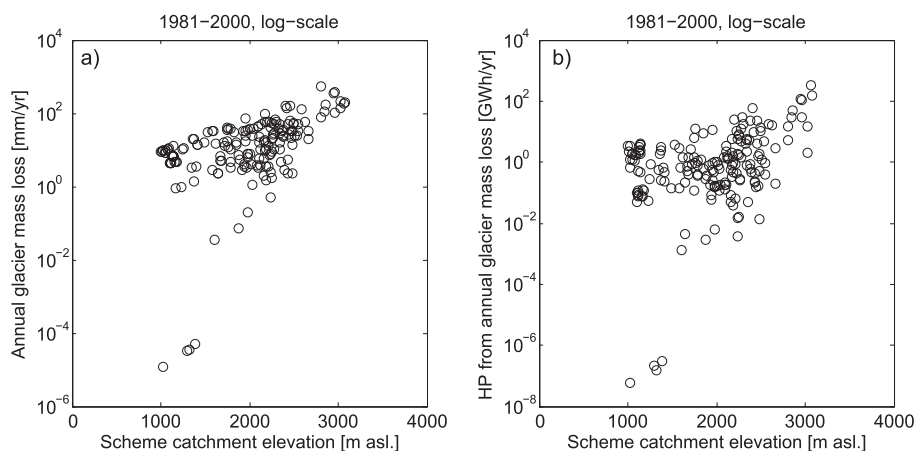 1981−2000, log−scale
a)
10^4
10^2
10^0
10^−2
10^−4
10^−6
Annual glacier mass loss [mm/yr]
0
1000
2000
3000
4000
Scheme catchment elevation [m asl.]
1981−2000, log−scale
b)
10^4
10^2
10^0
10^−2
10^−4
10^−6
10^−8
HP from annual glacier mass loss [GWh/yr]
0
1000
2000
3000
4000
Scheme catchment elevation [m asl.]